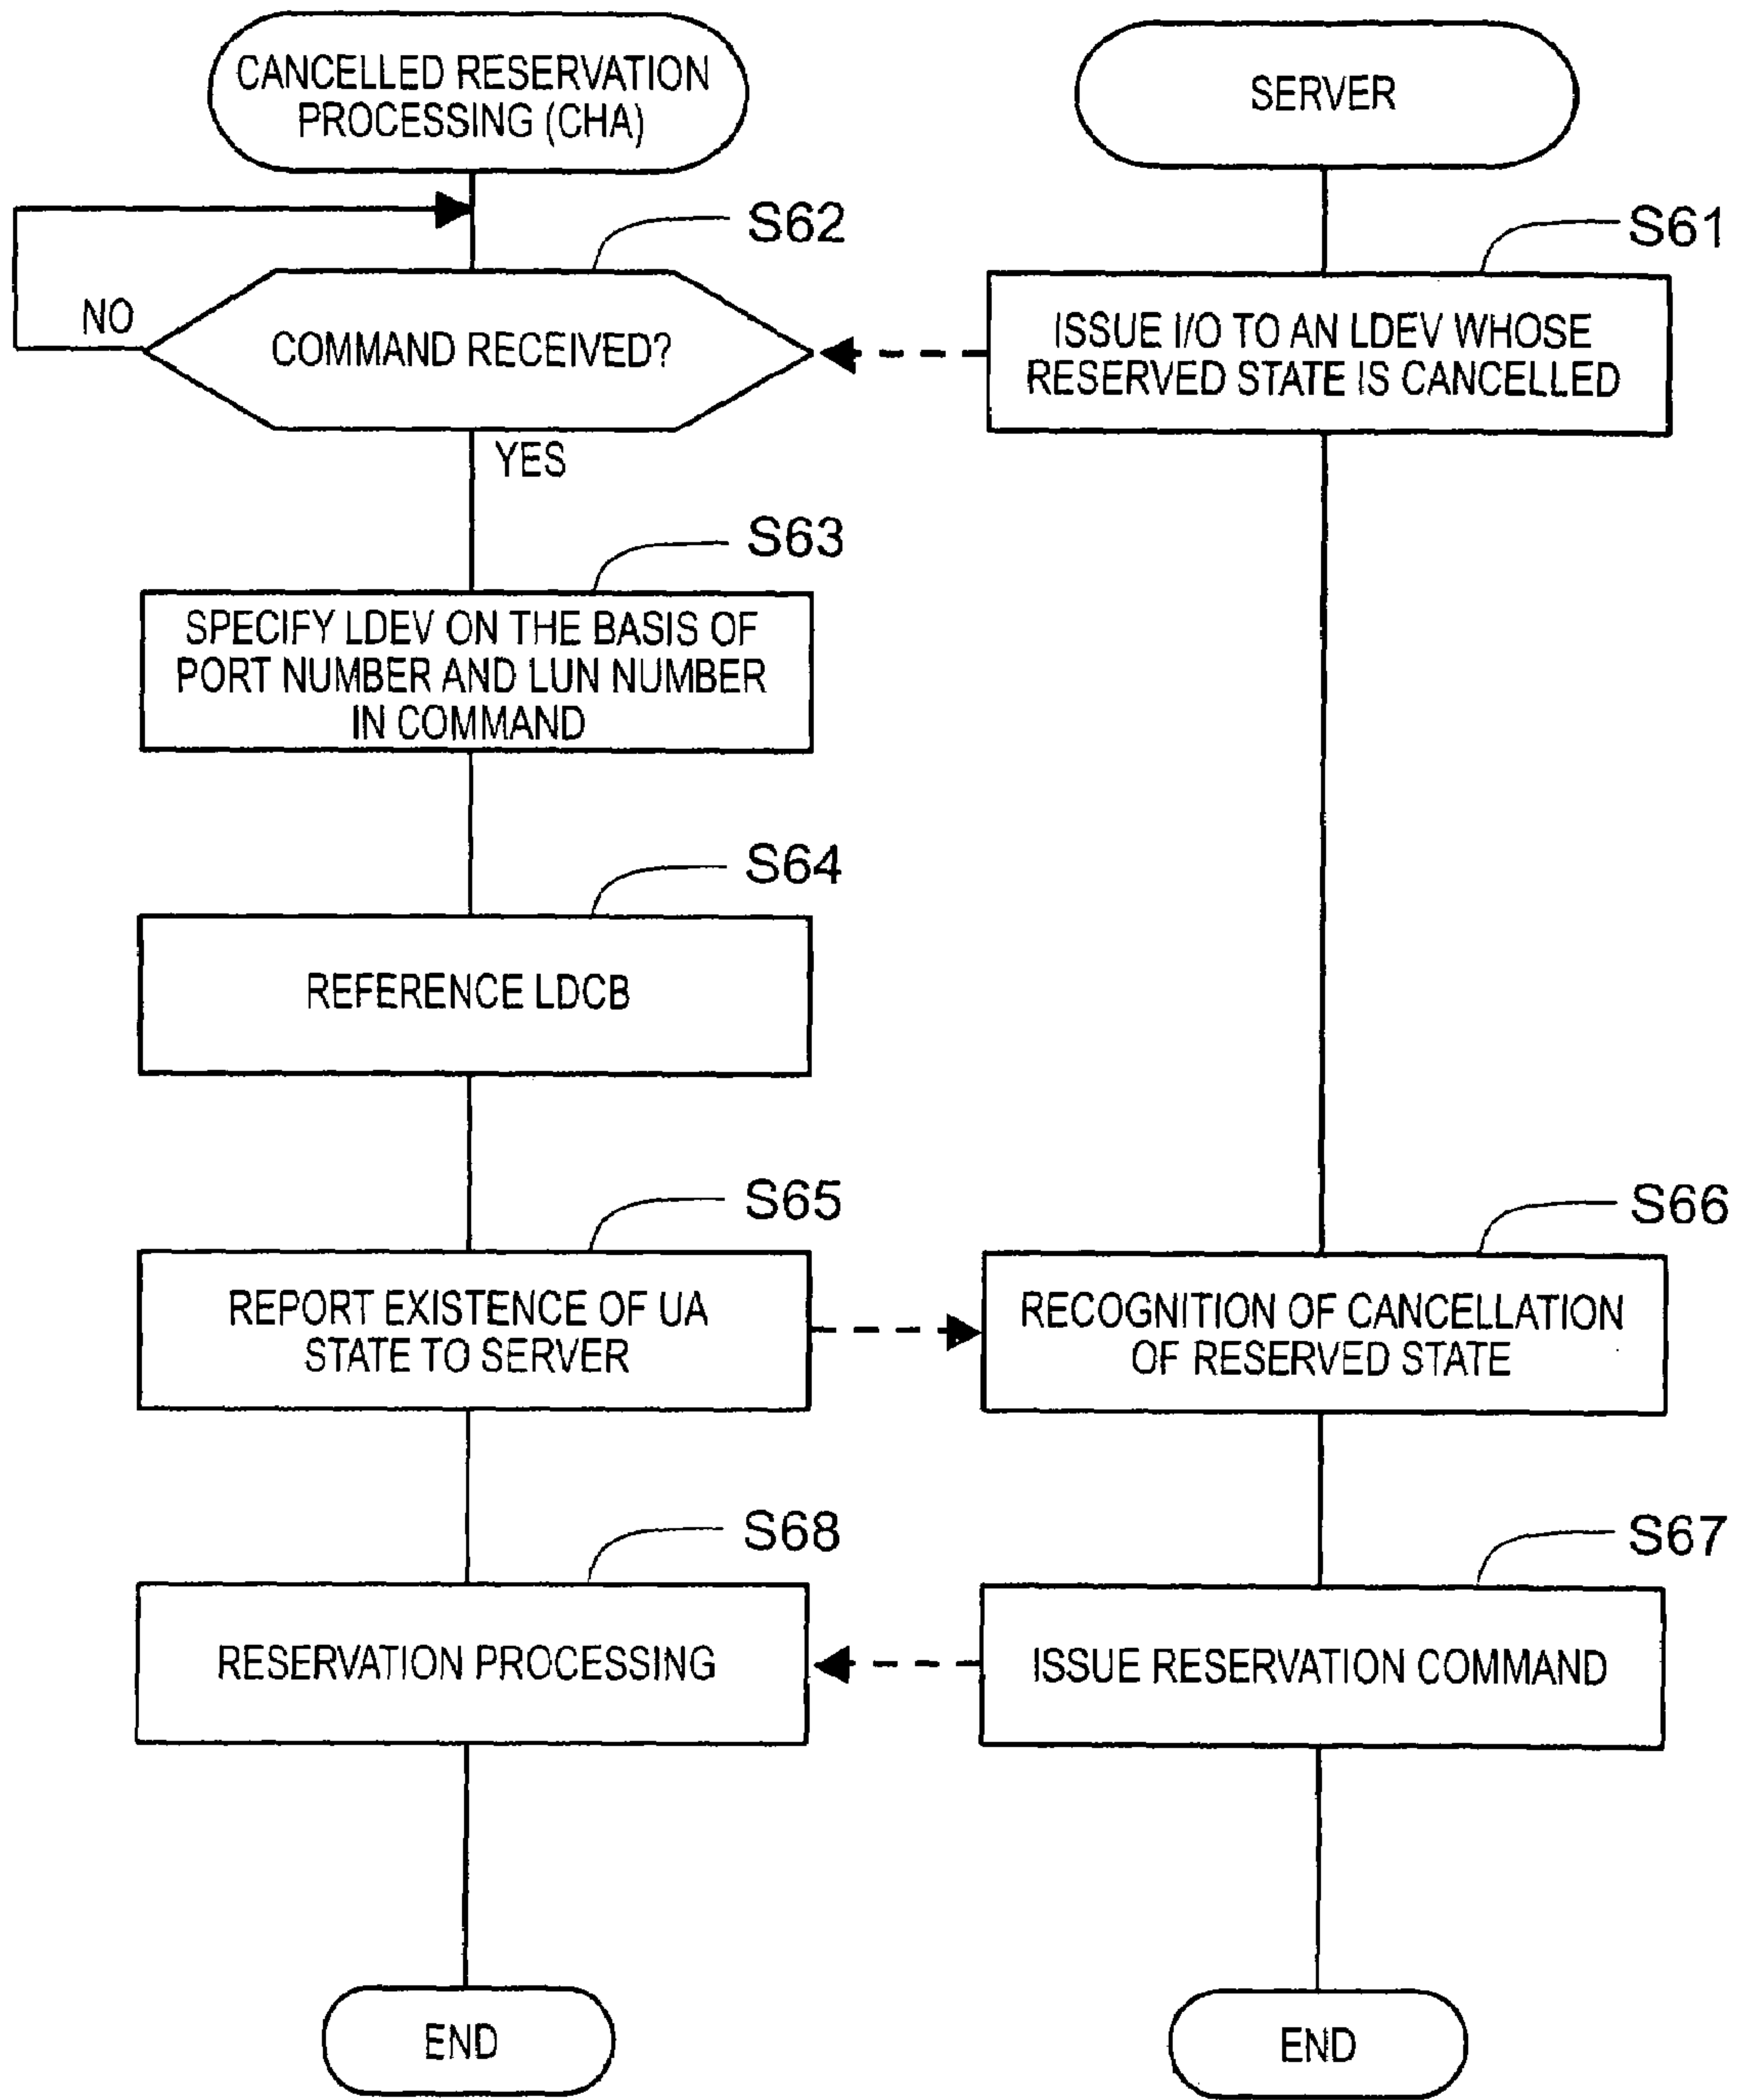 CANCELLED RESERVATION
PROCESSING (CHA)
SERVER
S62
S61
NO
COMMAND RECEIVED?
ISSUE I/O TO AN LDEV WHOSE
RESERVED STATE IS CANCELLED
YES
S63
SPECIFY LDEV ON THE BASIS OF
PORT NUMBER AND LUN NUMBER
IN COMMAND
S64
REFERENCE LDCB
S65
S66
REPORT EXISTENCE OF UA
STATE TO SERVER
RECOGNITION OF CANCELLATION
OF RESERVED STATE
S68
S67
RESERVATION PROCESSING
ISSUE RESERVATION COMMAND
END
END